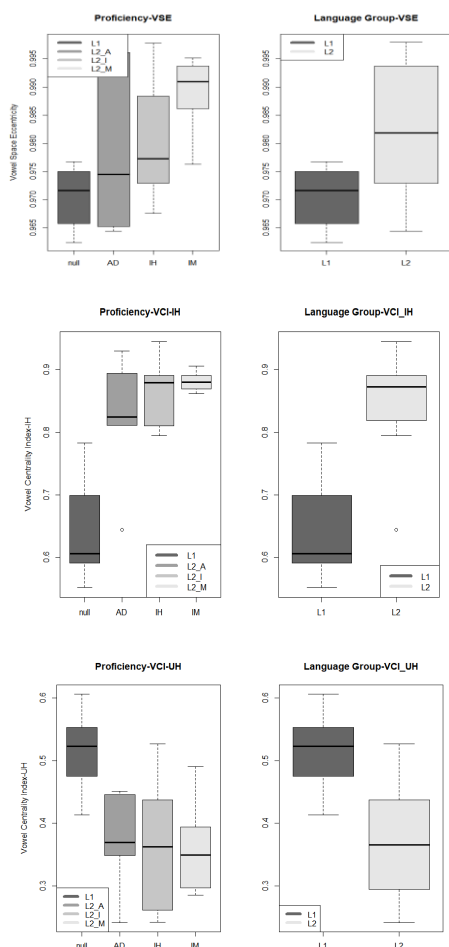 Proficiency-VSE
Vowel Space Eccentricity
0.965 0.970 0.975 0.980 0.985 0.990 0.995
L1
L2_A
L2_I
L2_M
null AD IH IM
Language Group-VSE
0.965 0.970 0.975 0.980 0.985 0.990 0.995
L1
L2
L1 L2
Proficiency-VCI-IH
Vowel Centrality Index-IH
0.6 0.7 0.8 0.9
L1
L2_A
L2_I
L2_M
null AD IH IM
Language Group-VCI_IH
0.6 0.7 0.8 0.9
L1
L2
L1 L2
Proficiency-VCI-UH
Vowel Centrality Index-UH
0.3 0.4 0.5 0.6
L1
L2_A
L2_I
L2_M
null AD IH IM
Language Group-VCI_UH
0.3 0.4 0.5 0.6
L1
L2
L1 L2